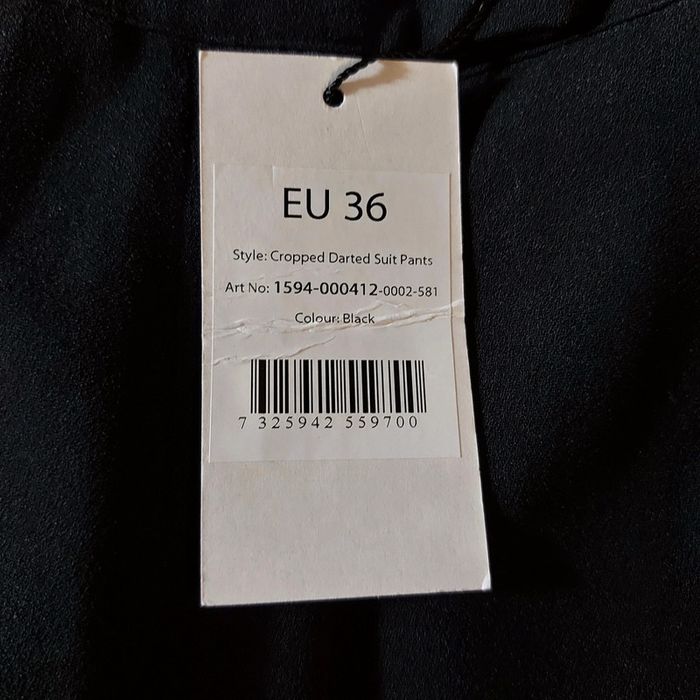 EU 36
Style: Cropped Darted Suit Pants
Art No: 1594-000412-0002-581
Colour: Black
7 325942 559700